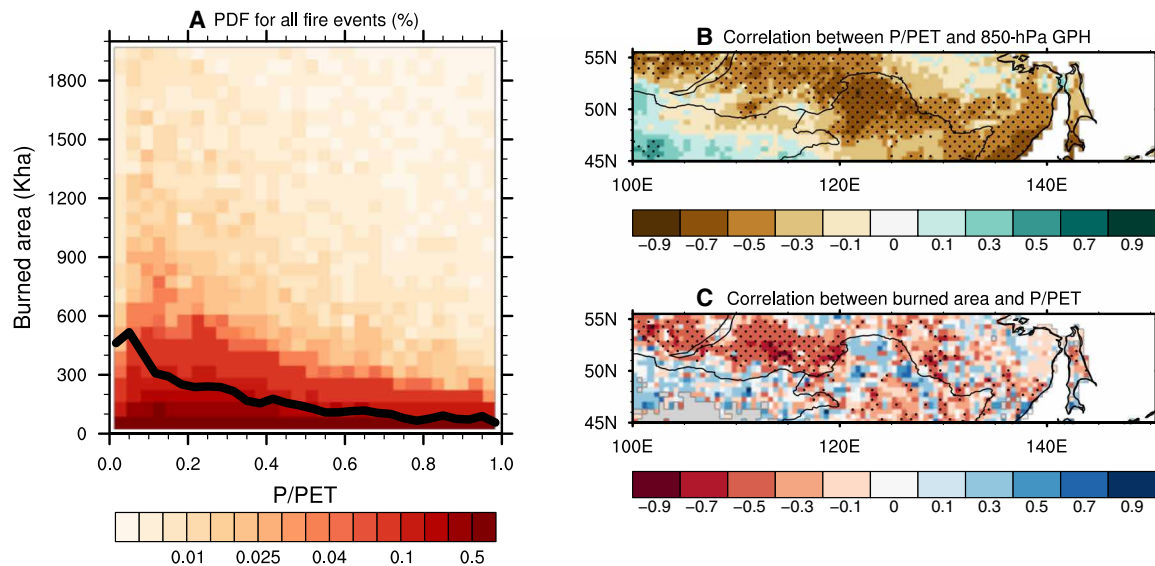 A PDF for all fire events (%)
1800
1500
1200
900
600
300
0
Burned area (Kha)
0.0 0.2 0.4 0.6 0.8 1.0
P/PET
0.01 0.025 0.04 0.1 0.5
B Correlation between P/PET and 850-hPa GPH
55N
50N
45N
100E 120E 140E
−0.9 −0.7 −0.5 −0.3 −0.1 0 0.1 0.3 0.5 0.7 0.9
C Correlation between burned area and P/PET
55N
50N
45N
100E 120E 140E
−0.9 −0.7 −0.5 −0.3 −0.1 0 0.1 0.3 0.5 0.7 0.9